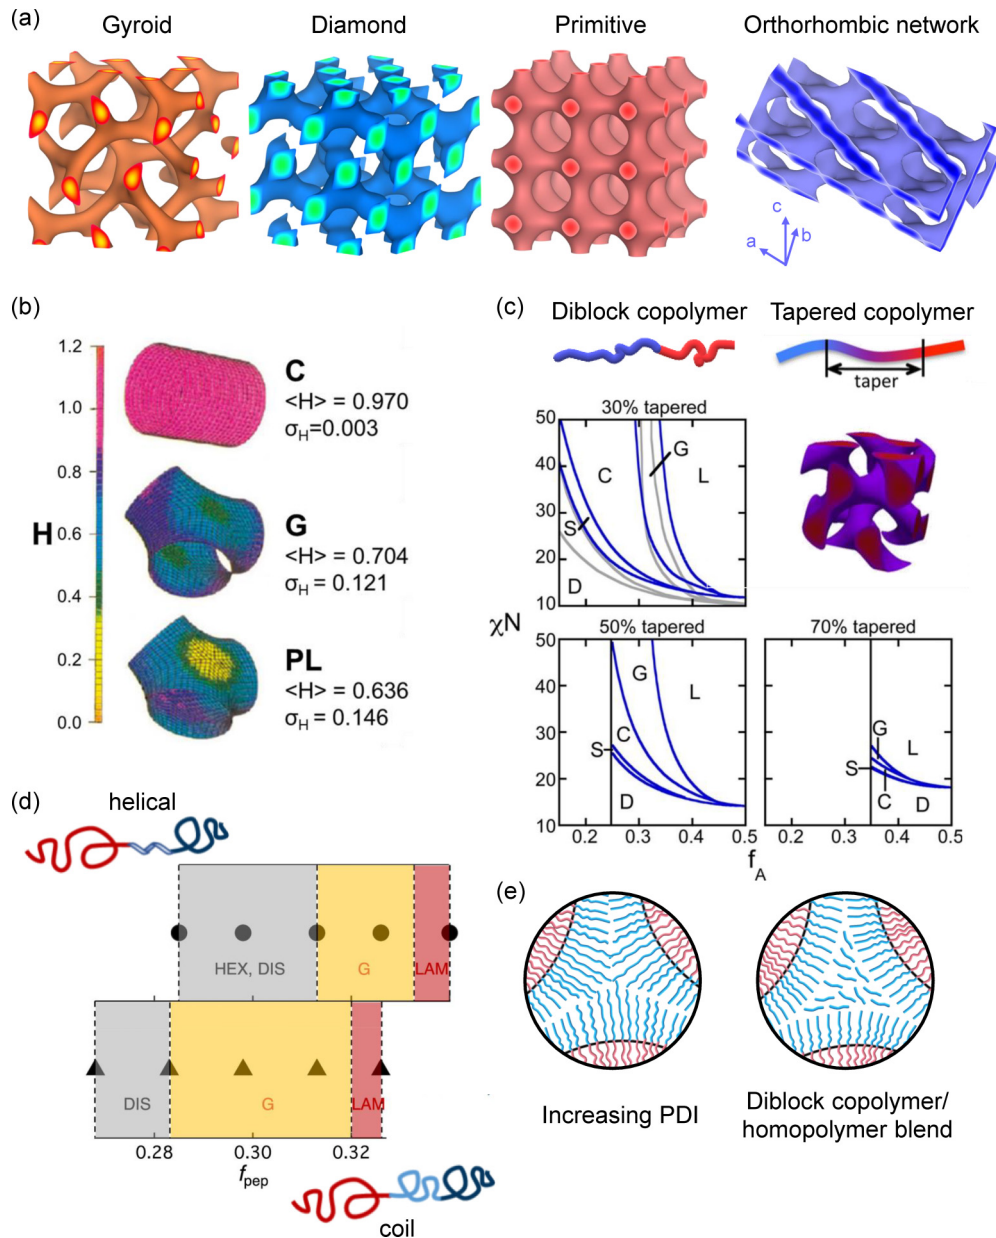 (a)
Gyroid
Diamond
Primitive
Orthorhombic network
c
b
a
(b)
1.2
1.0
0.8
H
0.6
0.4
0.2
0.0
C
<H> = 0.970
σH=0.003
G
<H> = 0.704
σH = 0.121
PL
<H> = 0.636
σH = 0.146
(c)
Diblock copolymer
Tapered copolymer
taper
30% tapered
50
40
30
20
10
C
G
L
S
D
χN
50% tapered
50
40
30
20
10
G
L
C
S
D
0.2
0.3
0.4
0.5
70% tapered
G
L
S
C
D
0.2
0.3
0.4
0.5
fA
(d)
helical
HEX, DIS
G
LAM
DIS
G
LAM
0.28
0.30
0.32
fpep
coil
(e)
Increasing PDI
Diblock copolymer/
homopolymer blend